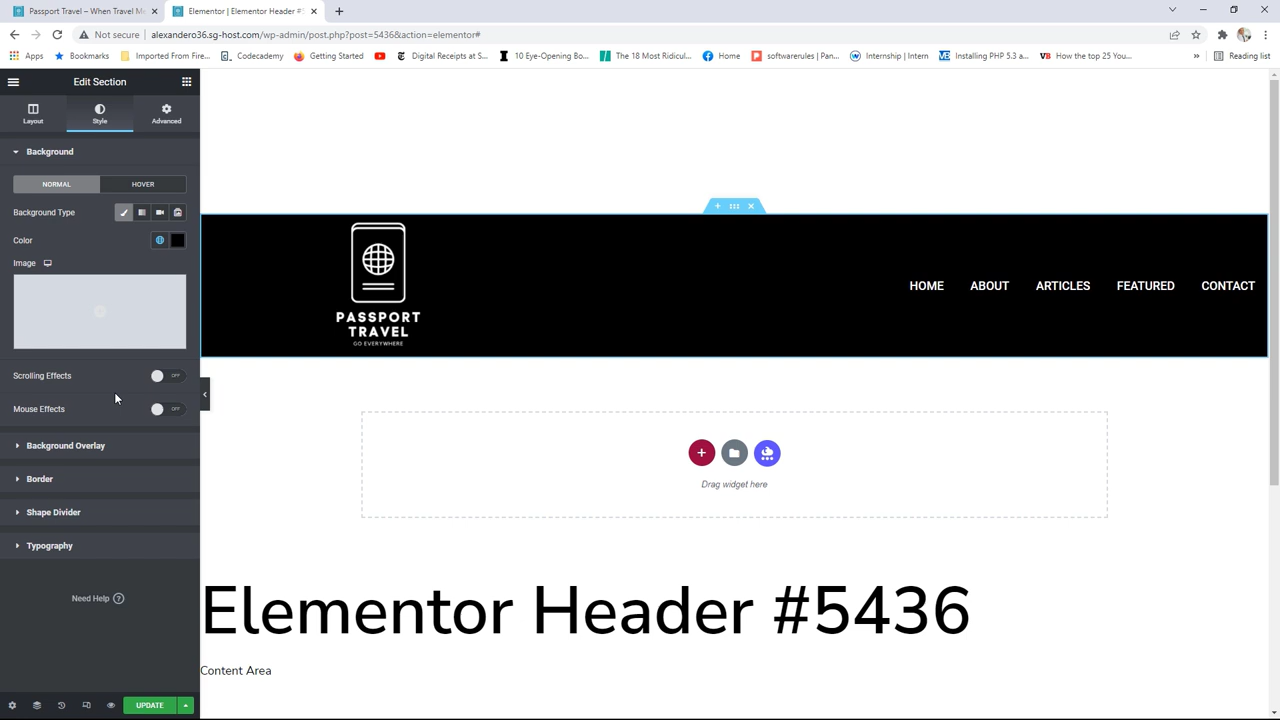 Passport Travel – When Travel M
Elementor | Elementor Header #
Not secure
alexandero36.sg-host.com/wp-admin/post.php?post=5436&action=elementor#
Apps
Bookmarks
Imported From Fire...
Codecademy
Getting Started
Digital Receipts at S...
10 Eye-Opening Bo...
The 18 Most Ridicul...
Home
softwarerules | Pan...
Internship | Intern
Installing PHP 5.3 a...
How the top 25 You...
»
Reading list
Edit Section
Layout
Style
Advanced
Background
NORMAL
HOVER
Background Type
Color
Image
Scrolling Effects
OFF
Mouse Effects
OFF
Background Overlay
Border
Shape Divider
Typography
Need Help
UPDATE
PASSPORT
TRAVEL
GO EVERYWHERE
HOME
ABOUT
ARTICLES
FEATURED
CONTACT
Drag widget here
Elementor Header #5436
Content Area